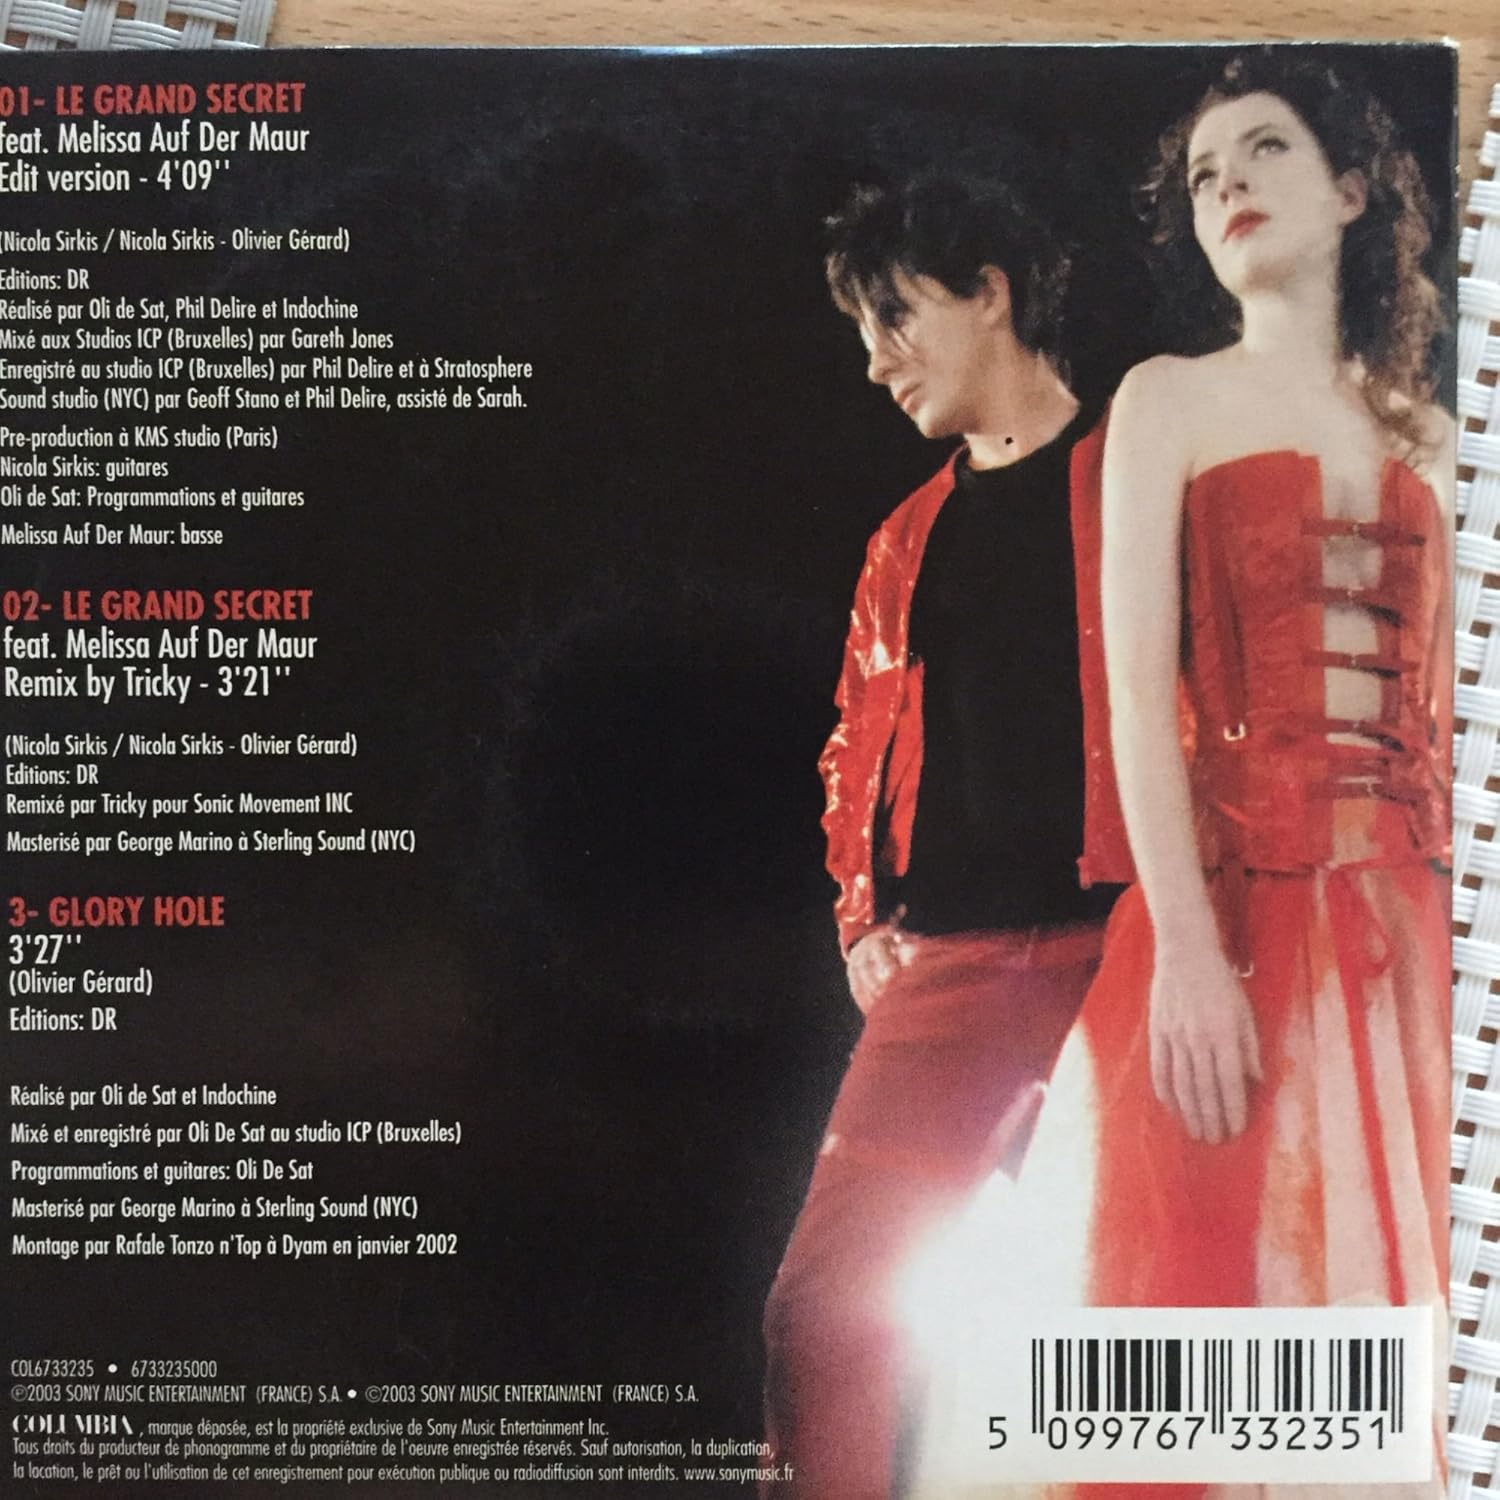 01- LE GRAND SECRET
feat. Melissa Auf Der Maur
Edit version - 4'09''
(Nicola Sirkis / Nicola Sirkis - Olivier Gérard)
Editions: DR
Réalisé par Oli de Sat, Phil Delire et Indochine
Mixé aux Studios ICP (Bruxelles) par Gareth Jones
Enregistré au studio ICP (Bruxelles) par Phil Delire et à Stratosphere
Sound studio (NYC) par Geoff Stano et Phil Delire, assisté de Sarah.
Pre-production à KMS studio (Paris)
Nicola Sirkis: guitares
Oli de Sat: Programmations et guitares
Melissa Auf Der Maur: basse
02- LE GRAND SECRET
feat. Melissa Auf Der Maur
Remix by Tricky - 3'21''
(Nicola Sirkis / Nicola Sirkis - Olivier Gérard)
Editions: DR
Remixé par Tricky pour Sonic Movement INC
Masterisé par George Marino à Sterling Sound (NYC)
3- GLORY HOLE
3'27''
(Olivier Gérard)
Editions: DR
Réalisé par Oli de Sat et Indochine
Mixé et enregistré par Oli De Sat au studio ICP (Bruxelles)
Programmations et guitares: Oli De Sat
Masterisé par George Marino à Sterling Sound (NYC)
Montage par Rafale Tonzo n'Top à Dyam en janvier 2002
COL6733235 • 6733235000
℗2003 SONY MUSIC ENTERTAINMENT (FRANCE) S.A. • ©2003 SONY MUSIC ENTERTAINMENT (FRANCE) S.A.
COLUMBIA, marque déposée, est la propriété exclusive de Sony Music Entertainment Inc.
Tous droits du producteur de phonogramme et du propriétaire de l'oeuvre enregistrée réservés. Sauf autorisation, la duplication,
la location, le prêt ou l'utilisation de cet enregistrement pour exécution publique ou radiodiffusion sont interdits. www.sonymusic.fr
5 099767 332351